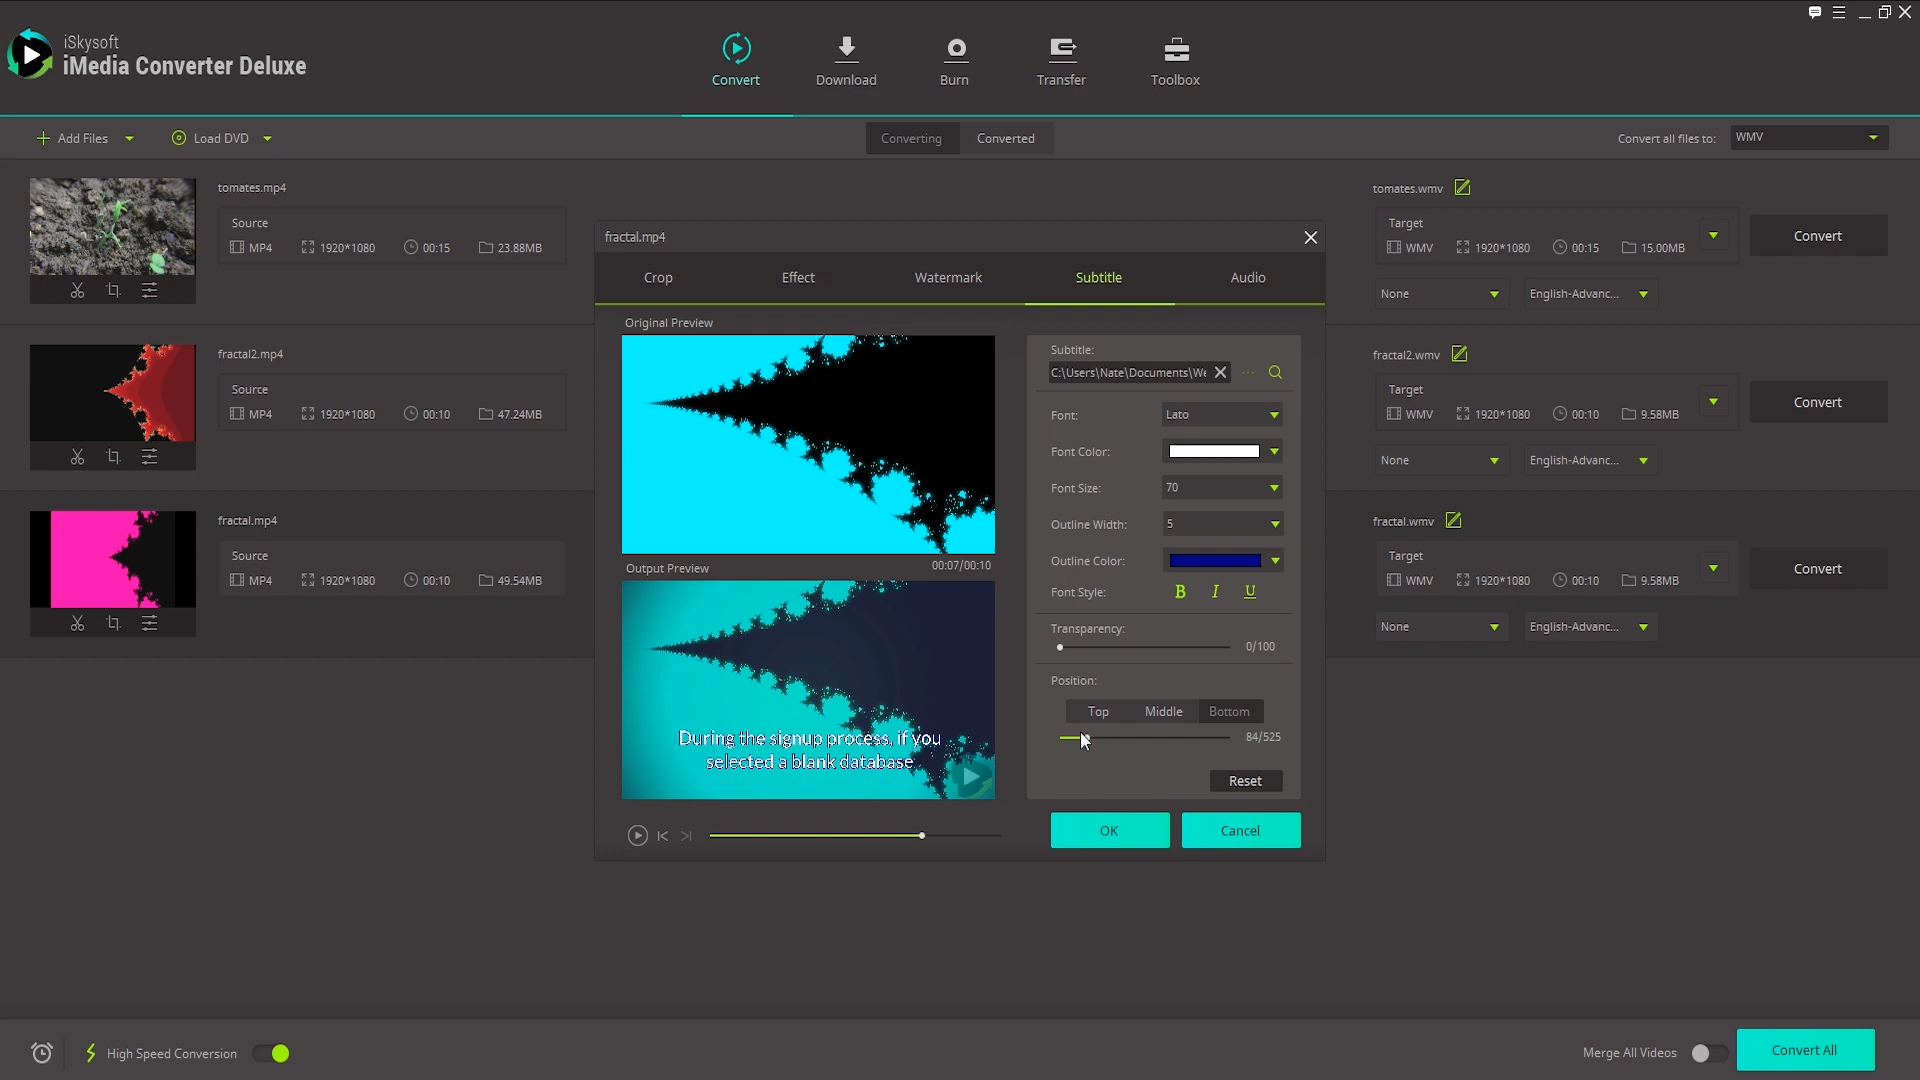 iSkysoft
iMedia Converter Deluxe
Convert
Download
Burn
Transfer
Toolbox
Add Files
Load DVD
Converting
Converted
Convert all files to:
WMV
tomates.mp4
Source
MP4 1920*1080 00:15 23.88MB
tomates.wmv
Target
WMV 1920*1080 00:15 15.00MB
Convert
None
English-Advanc...
fractal2.mp4
Source
MP4 1920*1080 00:10 47.24MB
fractal2.wmv
Target
WMV 1920*1080 00:10 9.58MB
Convert
None
English-Advanc...
fractal.mp4
Source
MP4 1920*1080 00:10 49.54MB
fractal.wmv
Target
WMV 1920*1080 00:10 9.58MB
Convert
None
English-Advanc...
fractal.mp4
Crop
Effect
Watermark
Subtitle
Audio
Original Preview
Output Preview
00:07/00:10
During the signup process, if you
selected a blank database
Subtitle:
C:\Users\Nate\Documents\We
...
Font:
Lato
Font Color:
Font Size:
70
Outline Width:
5
Outline Color:
Font Style:
B I U
Transparency:
0/100
Position:
Top
Middle
Bottom
84/525
Reset
OK
Cancel
High Speed Conversion
Merge All Videos
Convert All